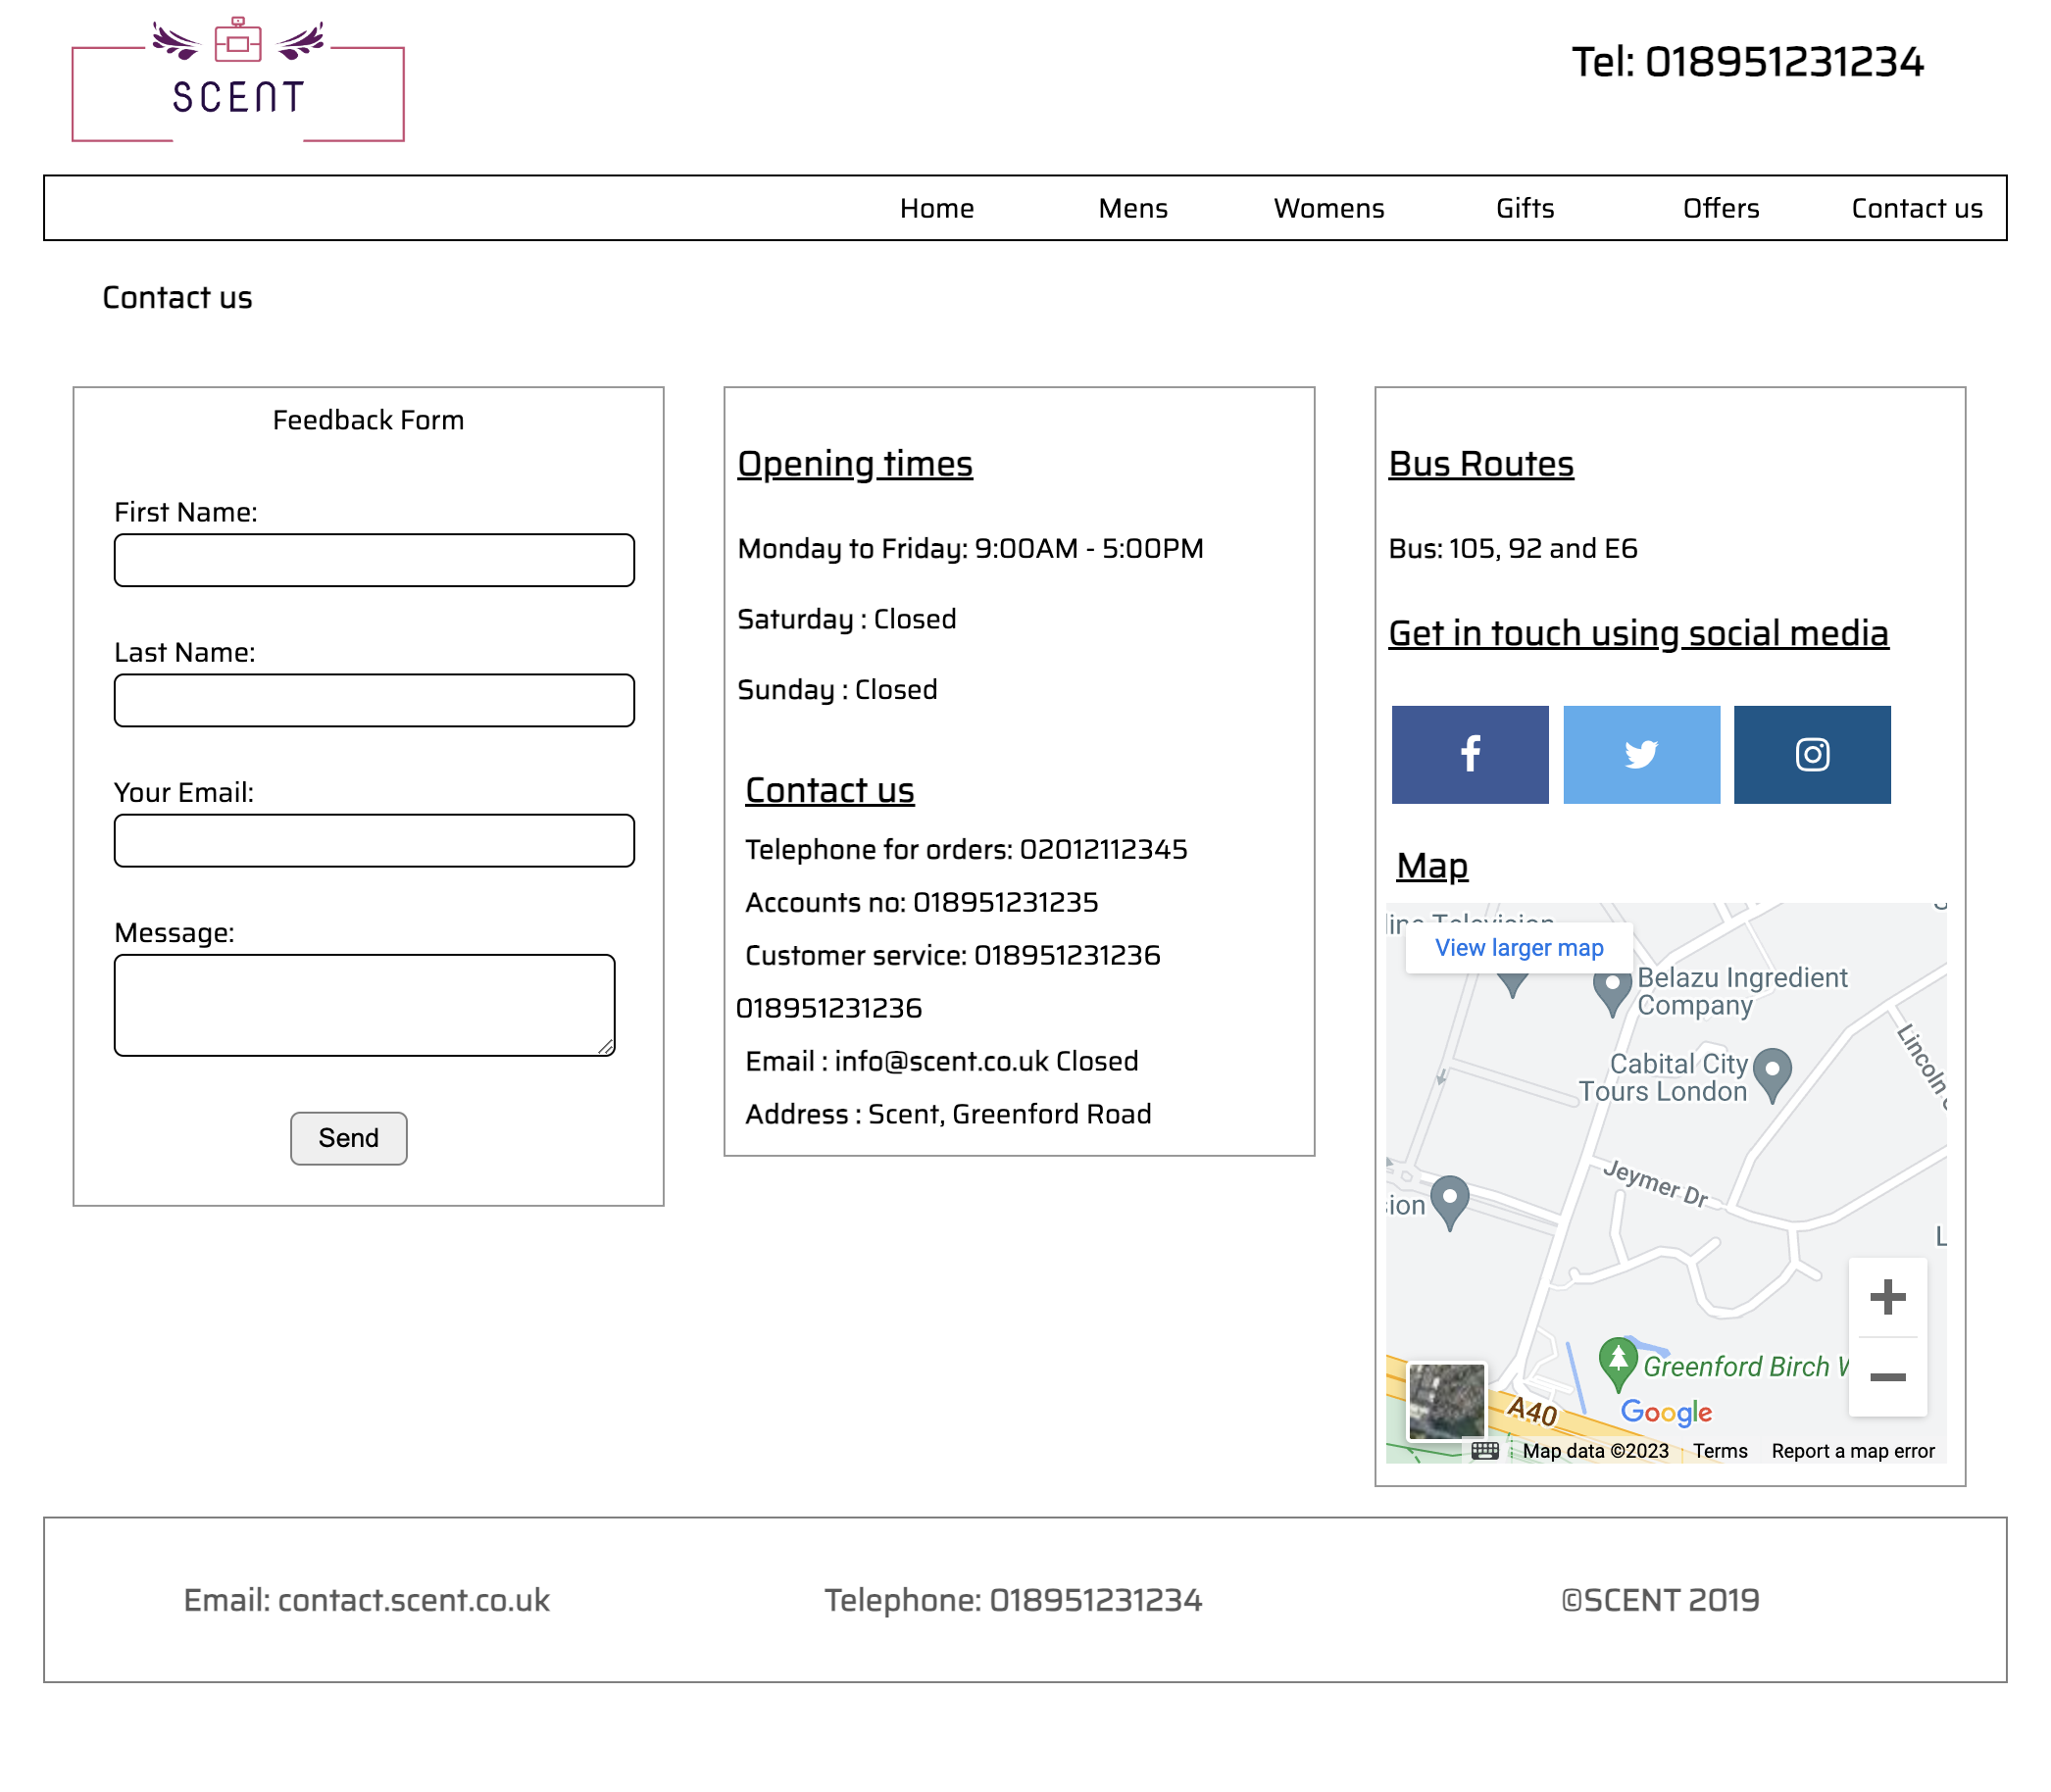 SCENT
Tel: 018951231234
Home Mens Womens Gifts Offers Contact us
Contact us
Feedback Form
First Name:
Last Name:
Your Email:
Message:
Send
Opening times
Monday to Friday: 9:00AM - 5:00PM
Saturday : Closed
Sunday : Closed
Contact us
Telephone for orders: 02012112345
Accounts no: 018951231235
Customer service: 018951231236
018951231236
Email : info@scent.co.uk Closed
Address : Scent, Greenford Road
Bus Routes
Bus: 105, 92 and E6
Get in touch using social media
Map
View larger map
Belazu Ingredient
Company
Cabital City
Tours London
Lincoln
Jeymer Dr
sion
Greenford Birch
A40
Google
Map data ©2023 Terms Report a map error
Email: contact.scent.co.uk
Telephone: 018951231234
©SCENT 2019